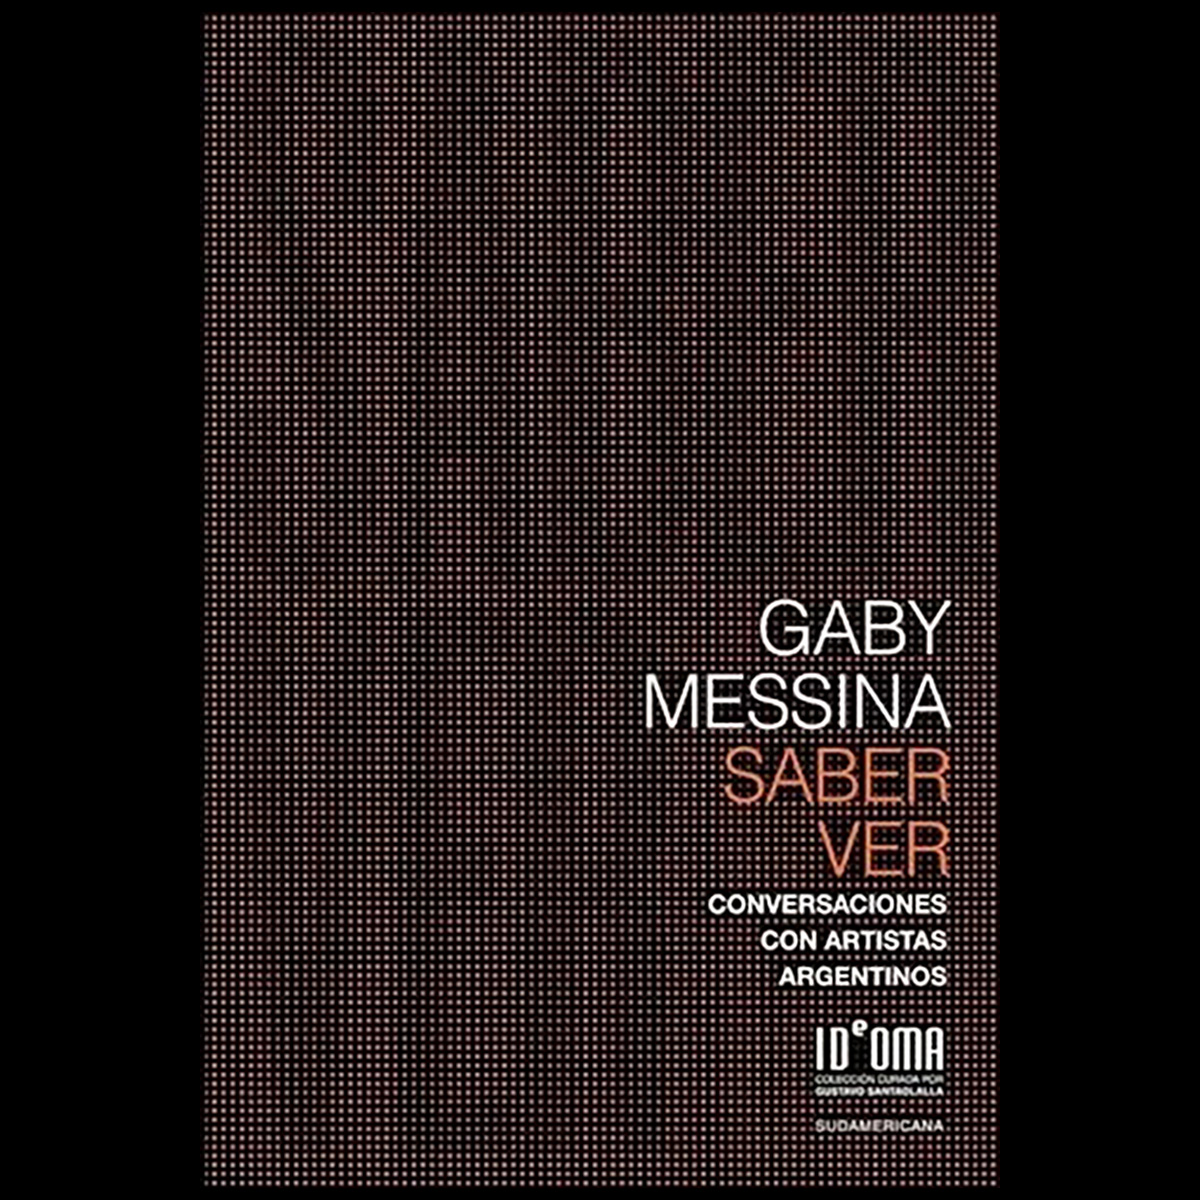 GABY
MESSINA
SABER
VER
CONVERSACIONES
CON ARTISTAS
ARGENTINOS
IDeOMA
COLECCIÓN CURADA POR
GUSTAVO SANTAOLALLA
SUDAMERICANA